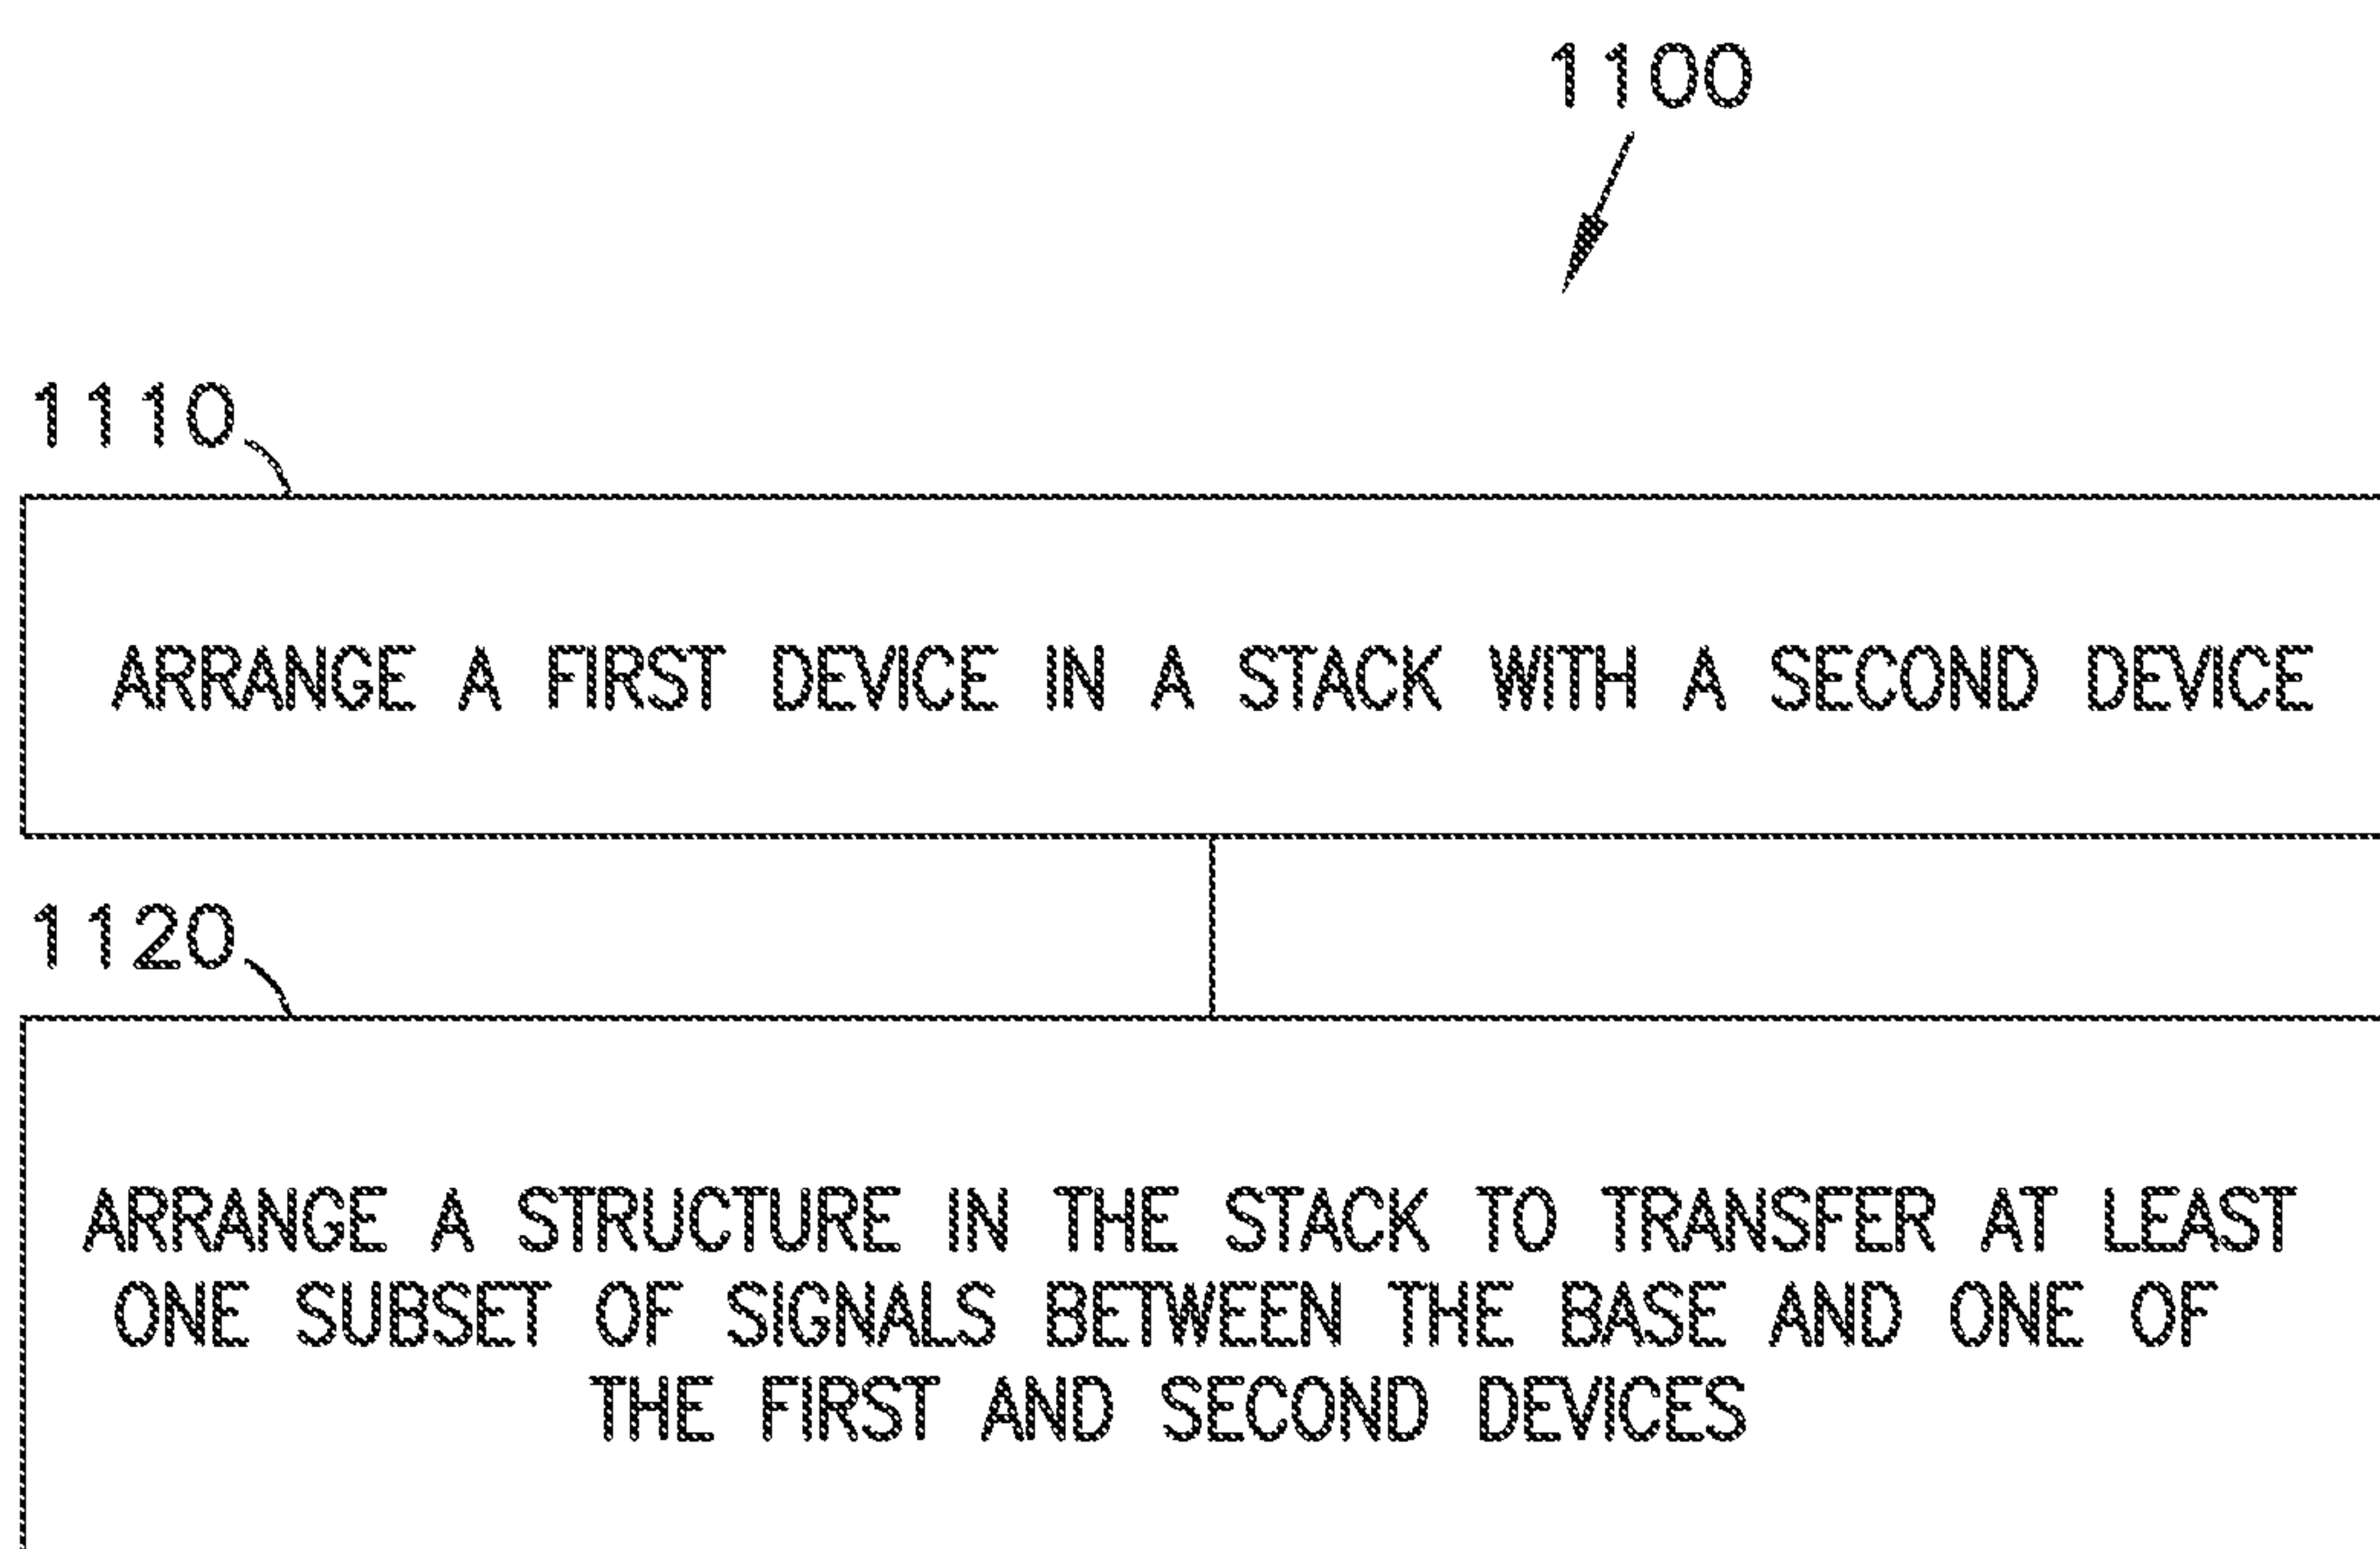 1100
1110
ARRANGE A FIRST DEVICE IN A STACK WITH A SECOND DEVICE
1120
ARRANGE A STRUCTURE IN THE STACK TO TRANSFER AT LEAST
ONE SUBSET OF SIGNALS BETWEEN THE BASE AND ONE OF
THE FIRST AND SECOND DEVICES